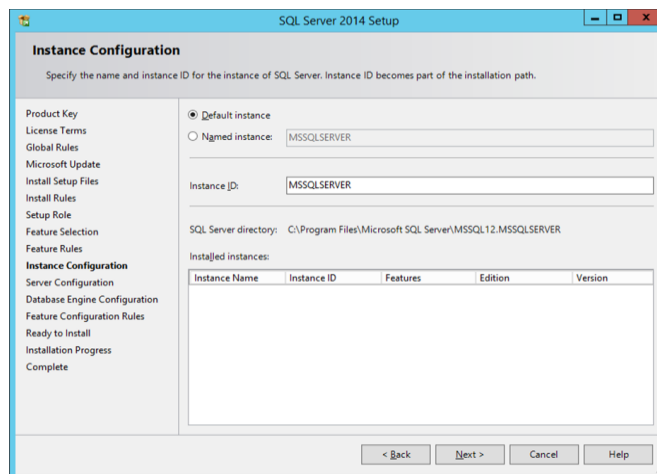 SQL Server 2014 Setup
Instance Configuration
Specify the name and instance ID for the instance of SQL Server. Instance ID becomes part of the installation path.
Product Key
License Terms
Global Rules
Microsoft Update
Install Setup Files
Install Rules
Setup Role
Feature Selection
Feature Rules
Instance Configuration
Server Configuration
Database Engine Configuration
Feature Configuration Rules
Ready to Install
Installation Progress
Complete
Default instance
Named instance: MSSQLSERVER
Instance ID: MSSQLSERVER
SQL Server directory: C:\Program Files\Microsoft SQL Server\MSSQL12.MSSQLSERVER
Installed instances:
Instance Name Instance ID Features Edition Version
< Back Next > Cancel Help